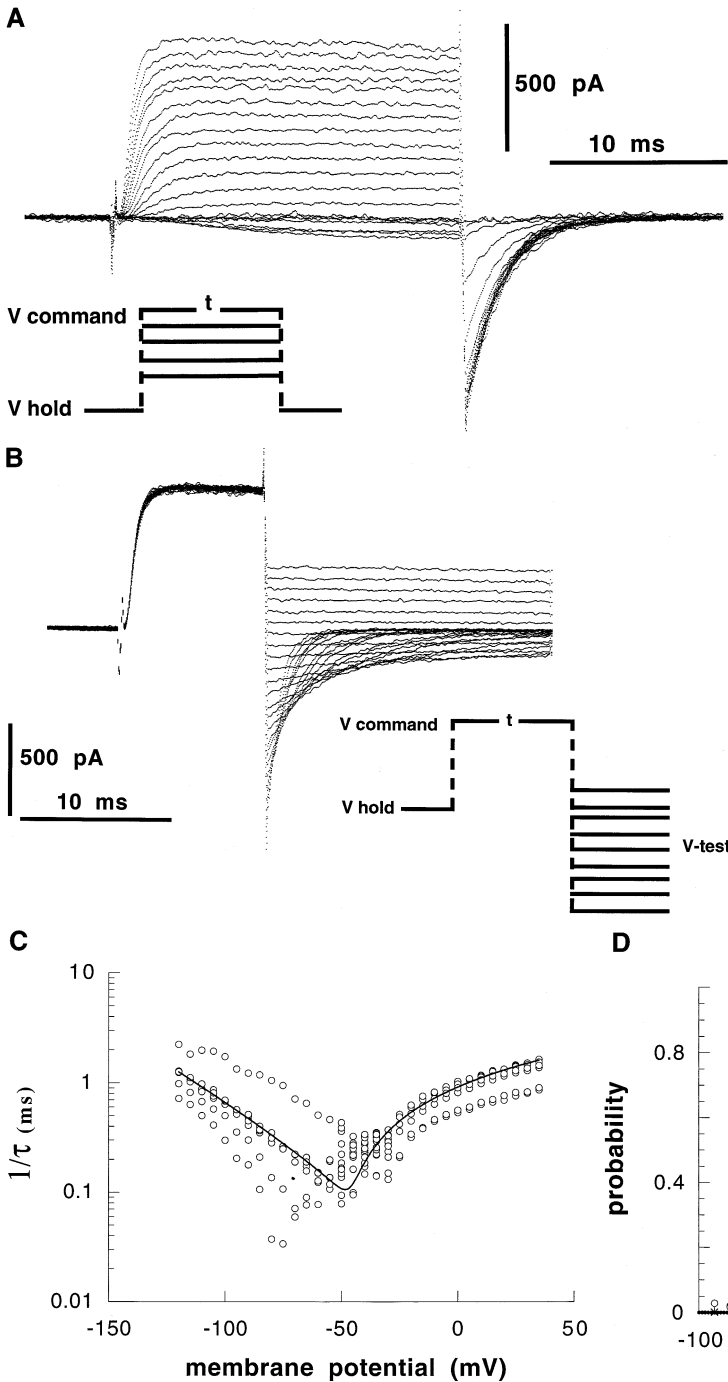 A
500 pA
10 ms
V command
t
V hold
B
500 pA
10 ms
V command
t
V hold
V-test
C
D
10
1
0.1
0.01
1/τ (ms)
-150
-100
-50
0
50
membrane potential (mV)
probability
0.8
0.4
0
-100